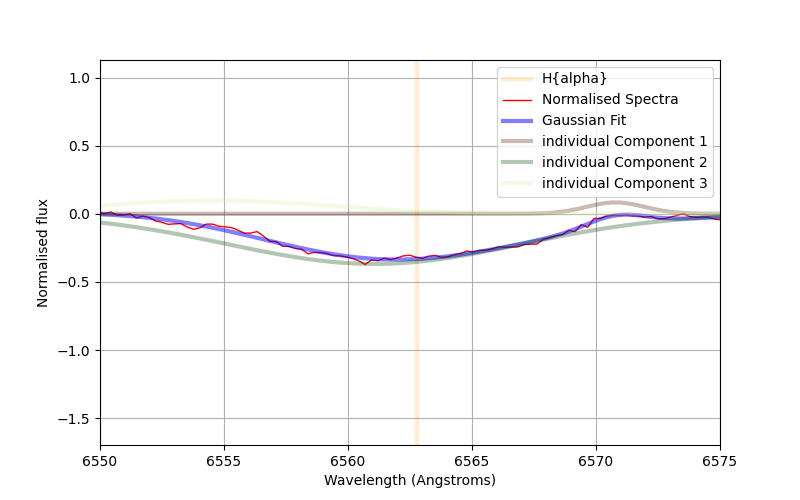 1.0
0.5
0.0
−0.5
−1.0
−1.5
Normalised flux
H{alpha}
Normalised Spectra
Gaussian Fit
individual Component 1
individual Component 2
individual Component 3
6550 6555 6560 6565 6570 6575
Wavelength (Angstroms)